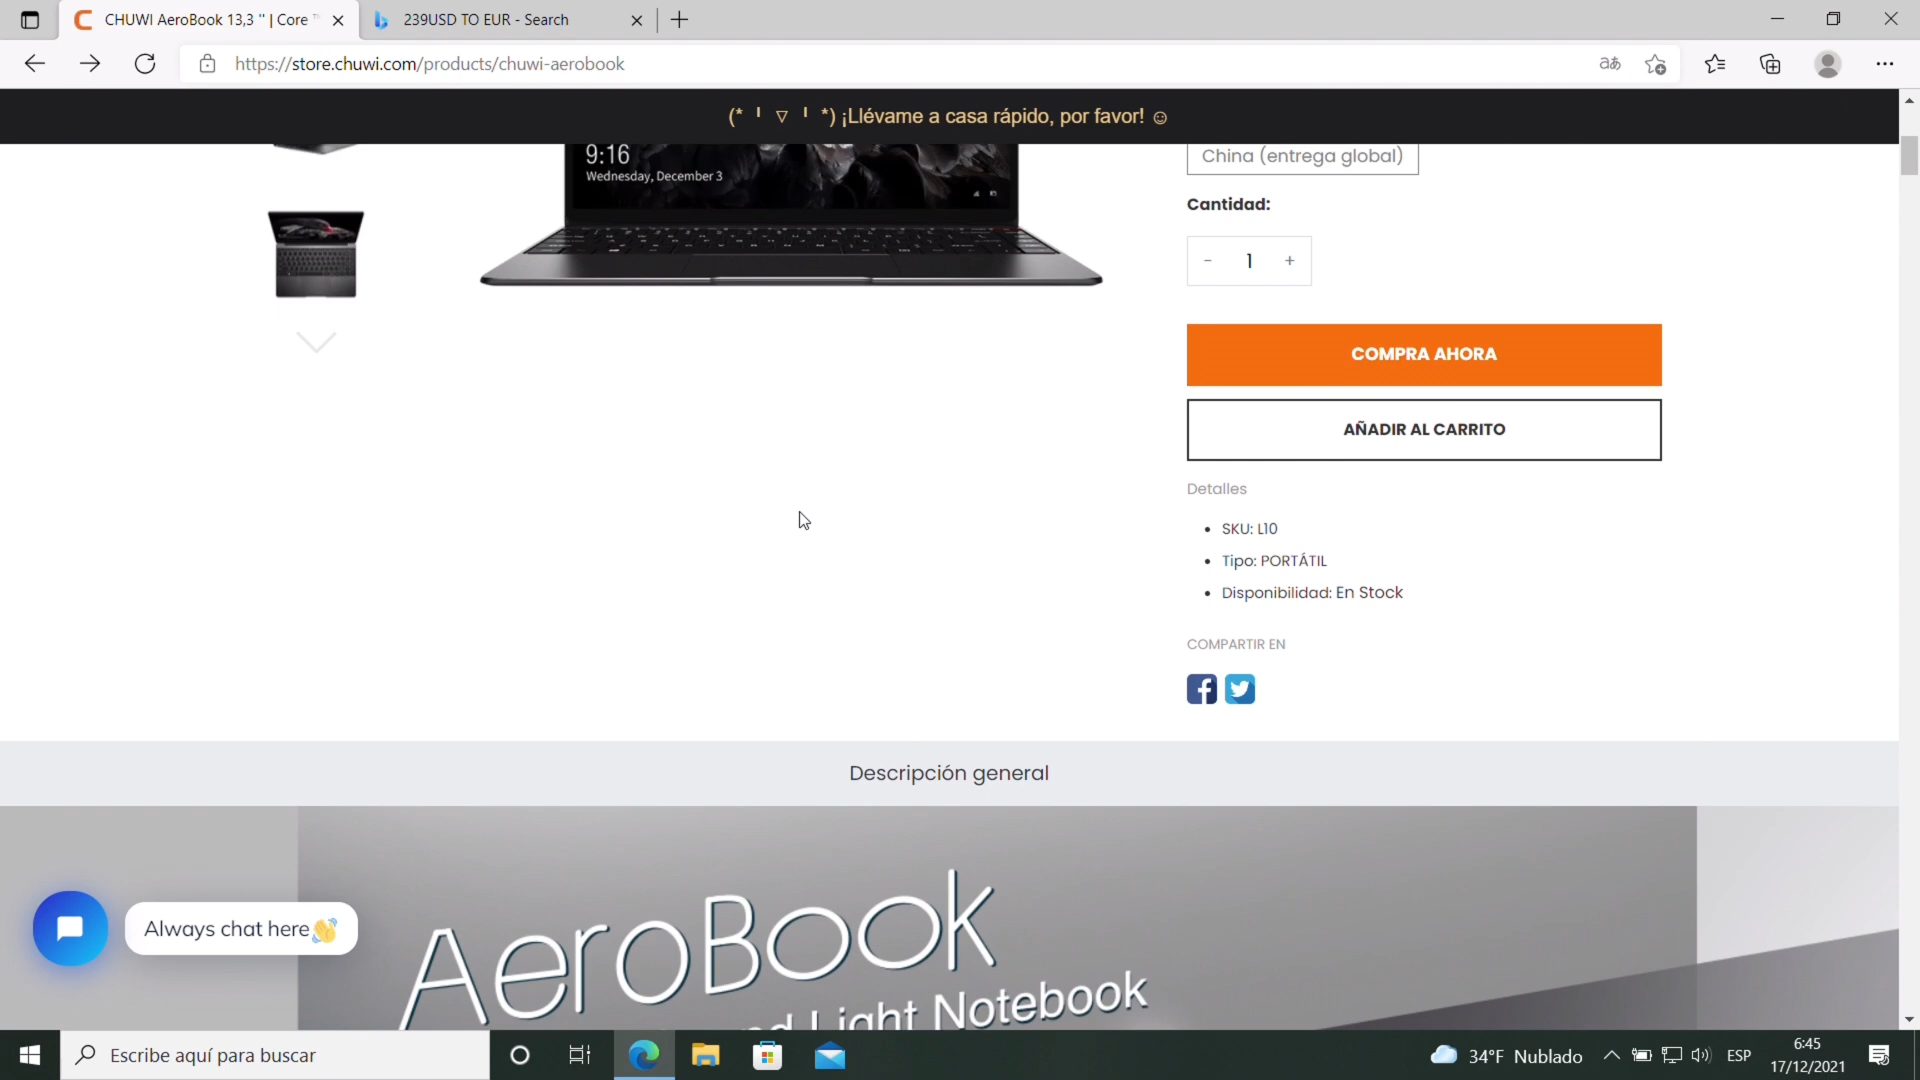 CHUWI AeroBook 13,3 " | Core ™
239USD TO EUR - Search
https://store.chuwi.com/products/chuwi-aerobook
(* ╹ ▽ ╹ *) ¡Llévame a casa rápido, por favor! ☺
9:16
Wednesday, December 3
China (entrega global)
Cantidad:
- 1 +
COMPRA AHORA
AÑADIR AL CARRITO
Detalles
• SKU: L10
• Tipo: PORTÁTIL
• Disponibilidad: En Stock
COMPARTIR EN
Descripción general
AeroBook
Light Notebook
Always chat here👋
Escribe aquí para buscar
34°F Nublado
ESP
6:45
17/12/2021